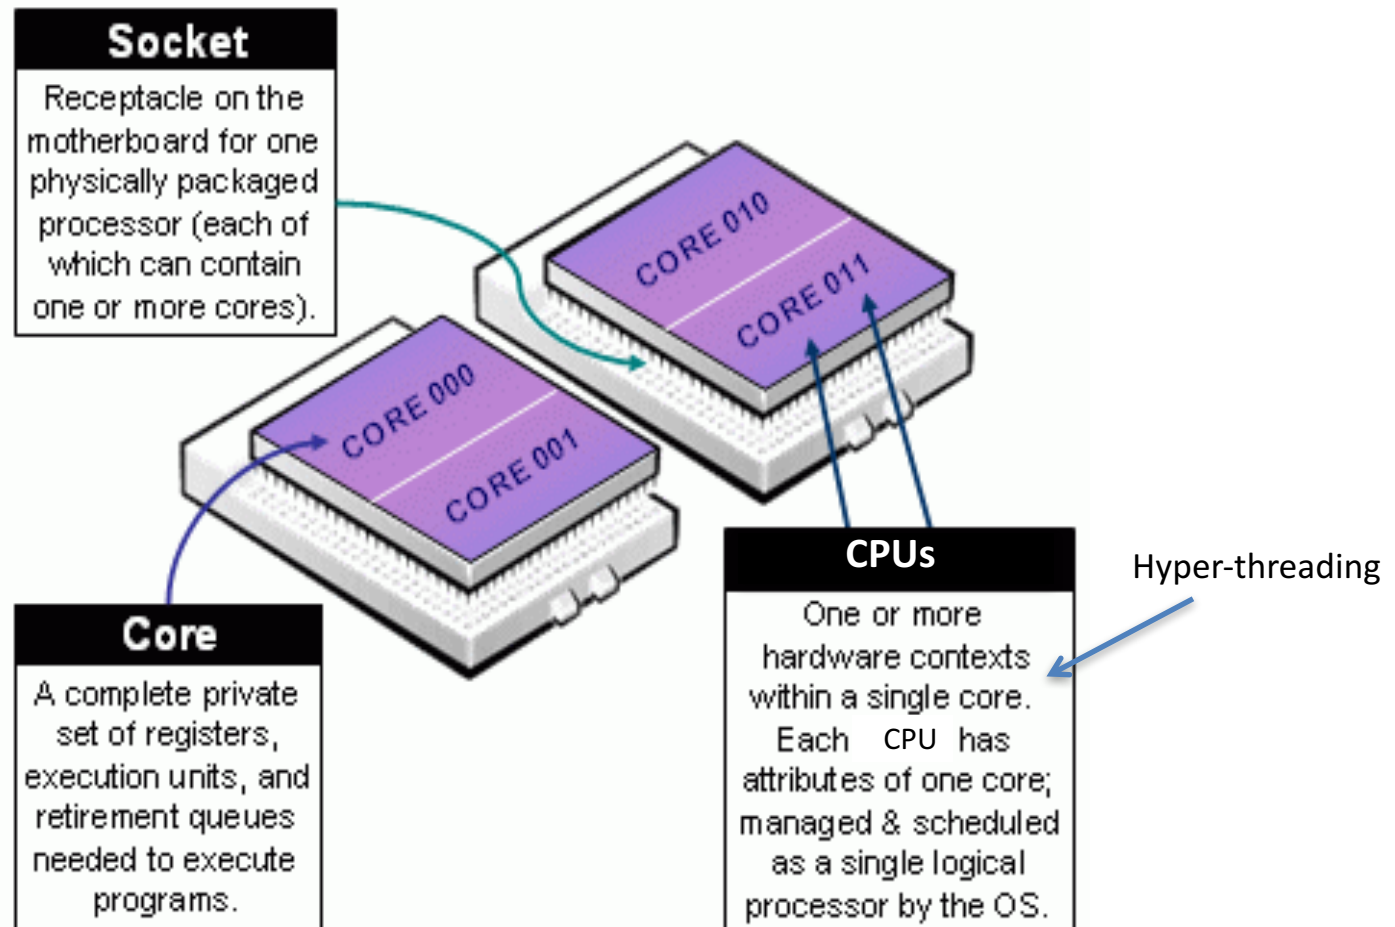 Socket
Receptacle on the
motherboard for one
physically packaged
processor (each of
which can contain
one or more cores).
CORE 010
CORE 011
CORE 000
CORE 001
Core
A complete private
set of registers,
execution units, and
retirement queues
needed to execute
programs.
CPUs
One or more
hardware contexts
within a single core.
Each CPU has
attributes of one core;
managed & scheduled
as a single logical
processor by the OS.
Hyper-threading